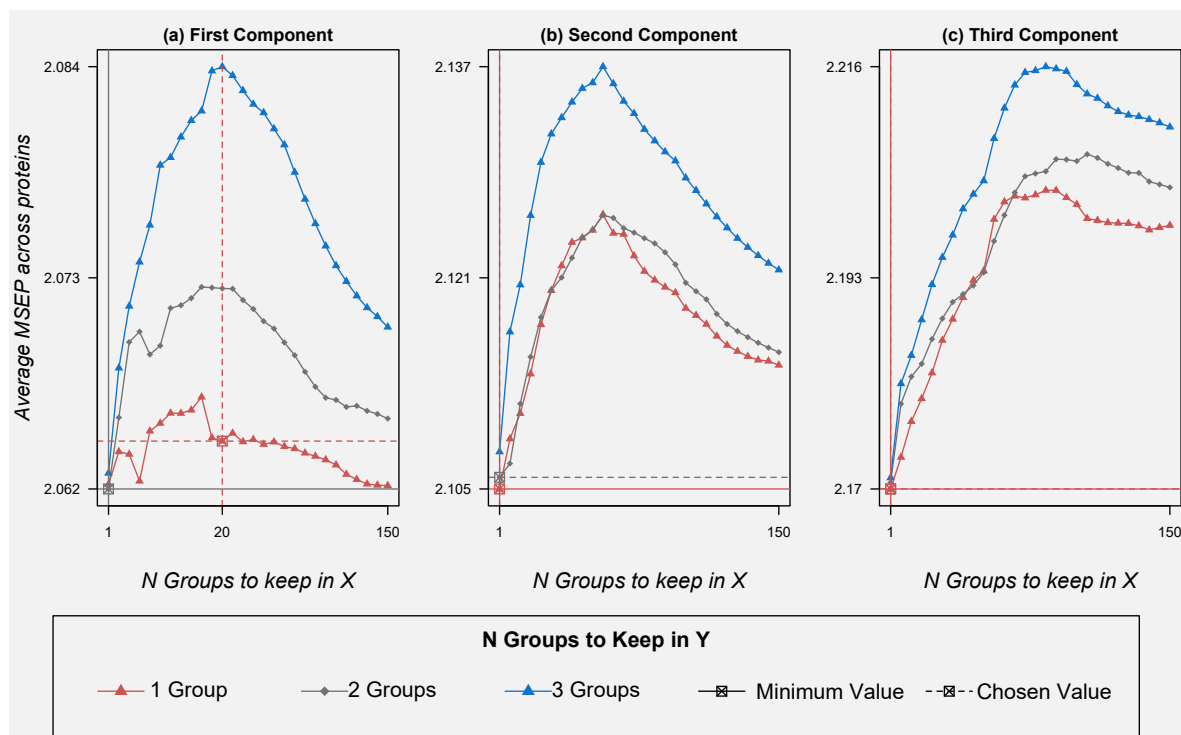 (a) First Component
(b) Second Component
(c) Third Component
Average MSEP across proteins
2.084
2.073
2.062
1
20
150
N Groups to keep in X
2.137
2.121
2.105
1
150
N Groups to keep in X
2.216
2.193
2.17
1
150
N Groups to keep in X
N Groups to Keep in Y
1 Group 2 Groups 3 Groups Minimum Value Chosen Value